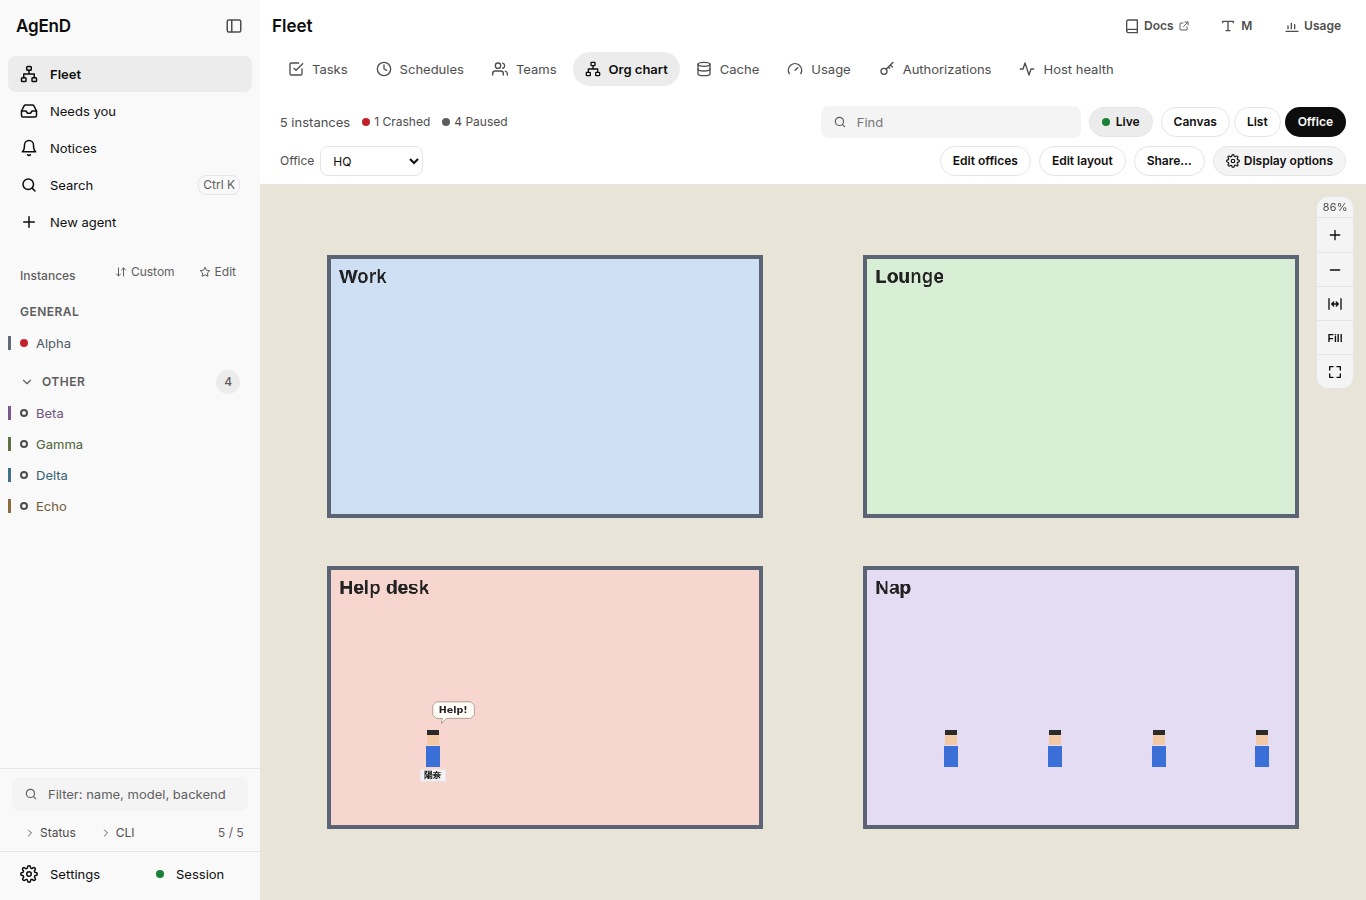 AgEnD
Fleet
Needs you
Notices
Search
Ctrl K
New agent
Instances
Custom
Edit
GENERAL
Alpha
OTHER
4
Beta
Gamma
Delta
Echo
Filter: name, model, backend
Status
CLI
5 / 5
Settings
Session
Fleet
Docs
M
Usage
Tasks
Schedules
Teams
Org chart
Cache
Usage
Authorizations
Host health
5 instances
1 Crashed
4 Paused
Find
Live
Canvas
List
Office
Office
HQ
Edit offices
Edit layout
Share...
Display options
86%
Fill
Work
Lounge
Help desk
Help!
陽奈
Nap